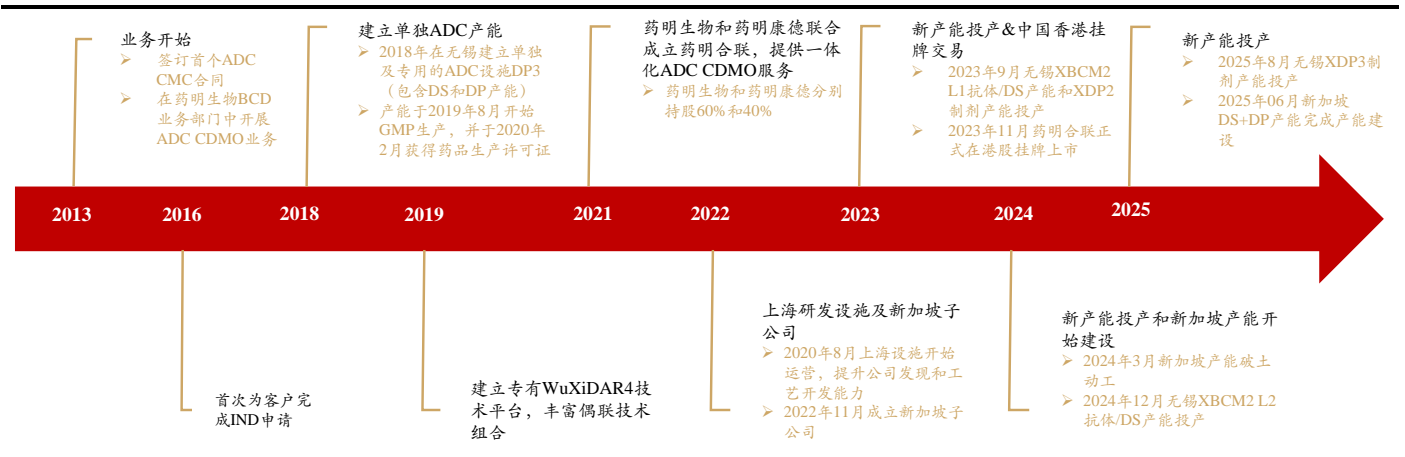 业务开始
➢ 签订首个ADC
CMC合同
➢ 在药明生物BCD
业务部门中开展
ADC CDMO业务
建立单独ADC产能
➢ 2018年在无锡建立单独
及专用的ADC设施DP3
（包含DS和DP产能）
➢ 产能于2019年8月开始
GMP生产，并于2020年
2月获得药品生产许可证
药明生物和药明康德联合
成立药明合联，提供一体
化ADC CDMO服务
➢ 药明生物和药明康德分别
持股60%和40%
新产能投产&中国香港挂
牌交易
➢ 2023年9月无锡XBCM2
L1抗体/DS产能和XDP2
制剂产能投产
➢ 2023年11月药明合联正
式在港股挂牌上市
新产能投产
➢ 2025年8月无锡XDP3制
剂产能投产
➢ 2025年06月新加坡
DS+DP产能完成产能建
设
2013
2016
2018
2019
2021
2022
2023
2024
2025
首次为客户完
成IND申请
建立专有WuXiDAR4技
术平台，丰富偶联技术
组合
上海研发设施及新加坡子
公司
➢ 2020年8月上海设施开始
运营，提升公司发现和工
艺开发能力
➢ 2022年11月成立新加坡子
公司
新产能投产和新加坡产能开
始建设
➢ 2024年3月新加坡产能破土
动工
➢ 2024年12月无锡XBCM2 L2
抗体/DS产能投产